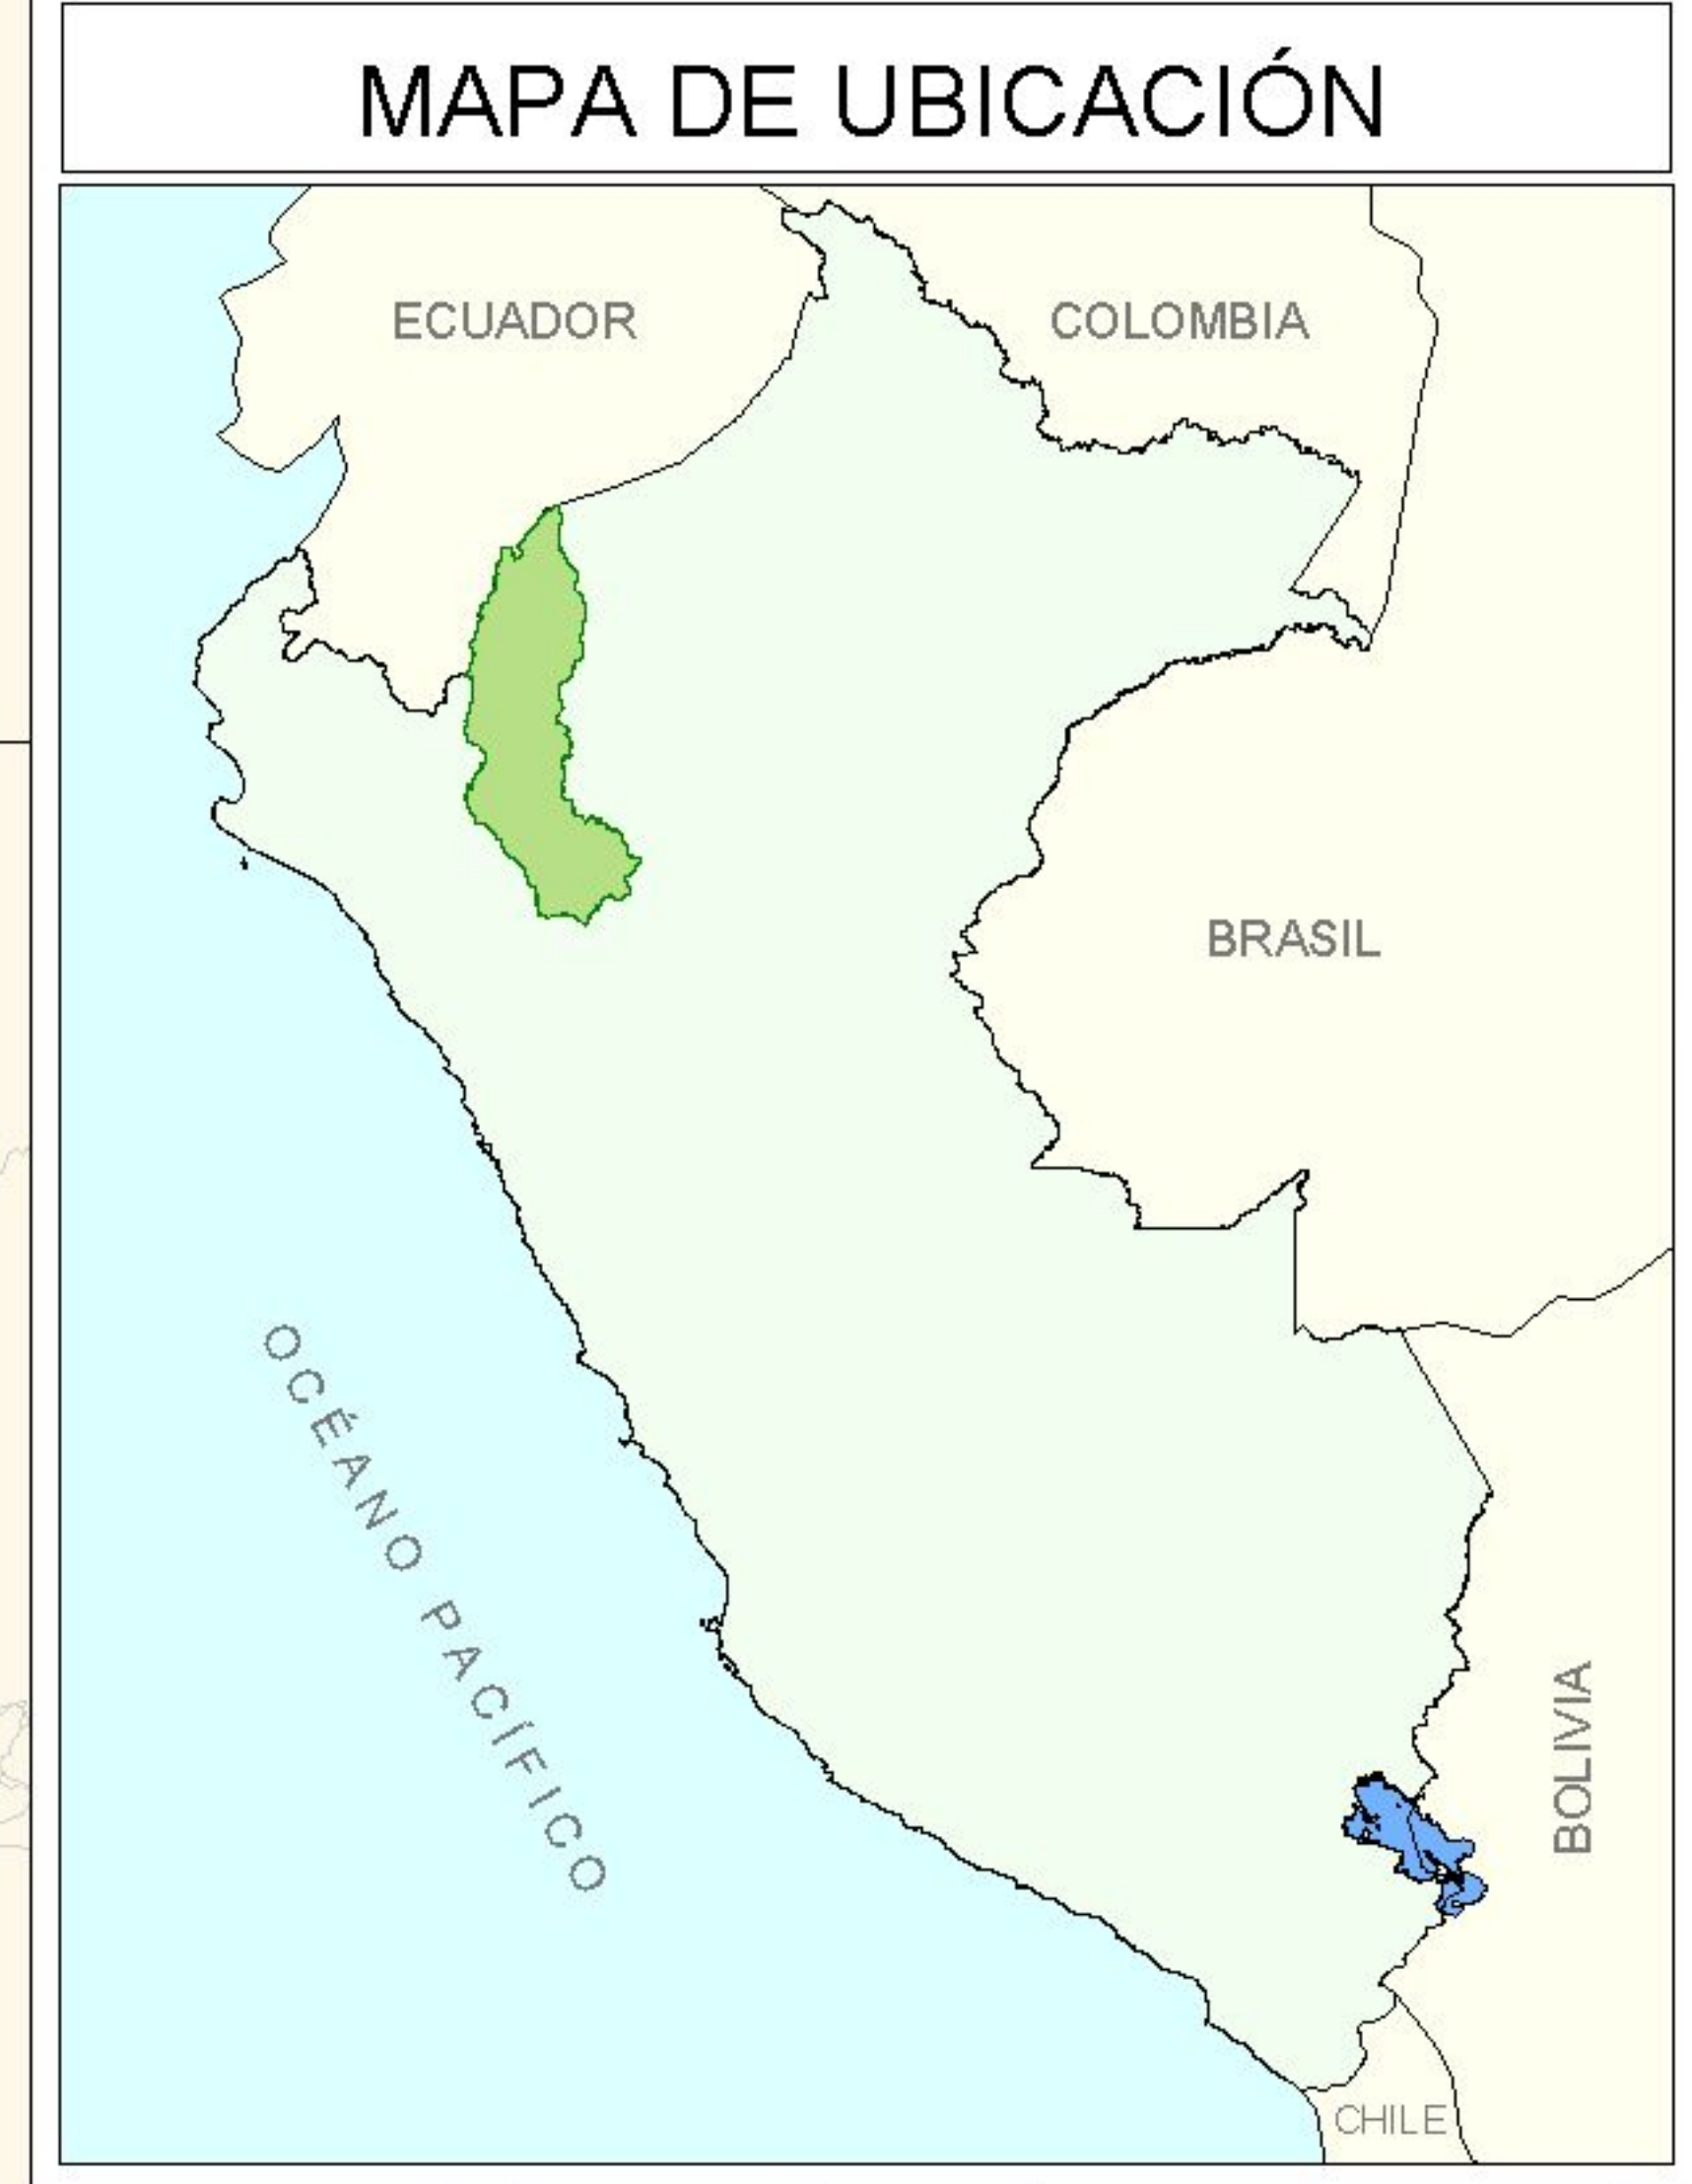 MAPA DE UBICACIÓN
ECUADOR
COLOMBIA
BRASIL
OCÉANO PACÍFICO
BOLIVIA
CHILE